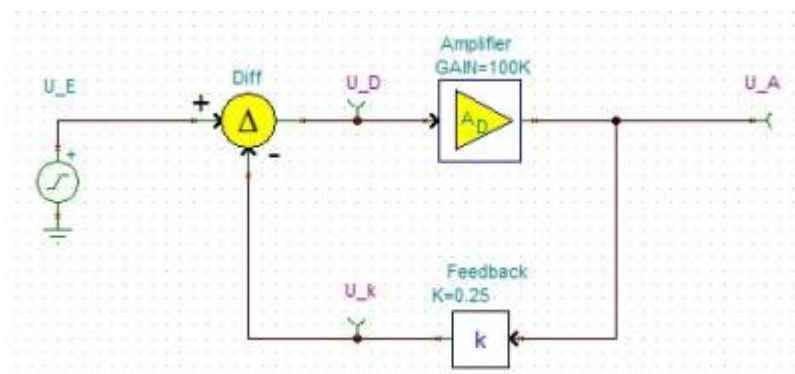 Amplifier
GAIN=100K
U_E
Diff
U_D
U_A
+
+
Δ
A_D
-
Feedback
K=0.25
U_k
k